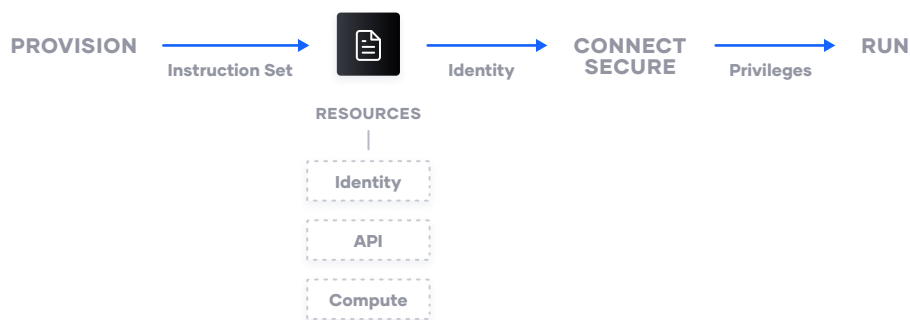 PROVISION
Instruction Set
RESOURCES
Identity
API
Compute
Identity
CONNECT
SECURE
Privileges
RUN